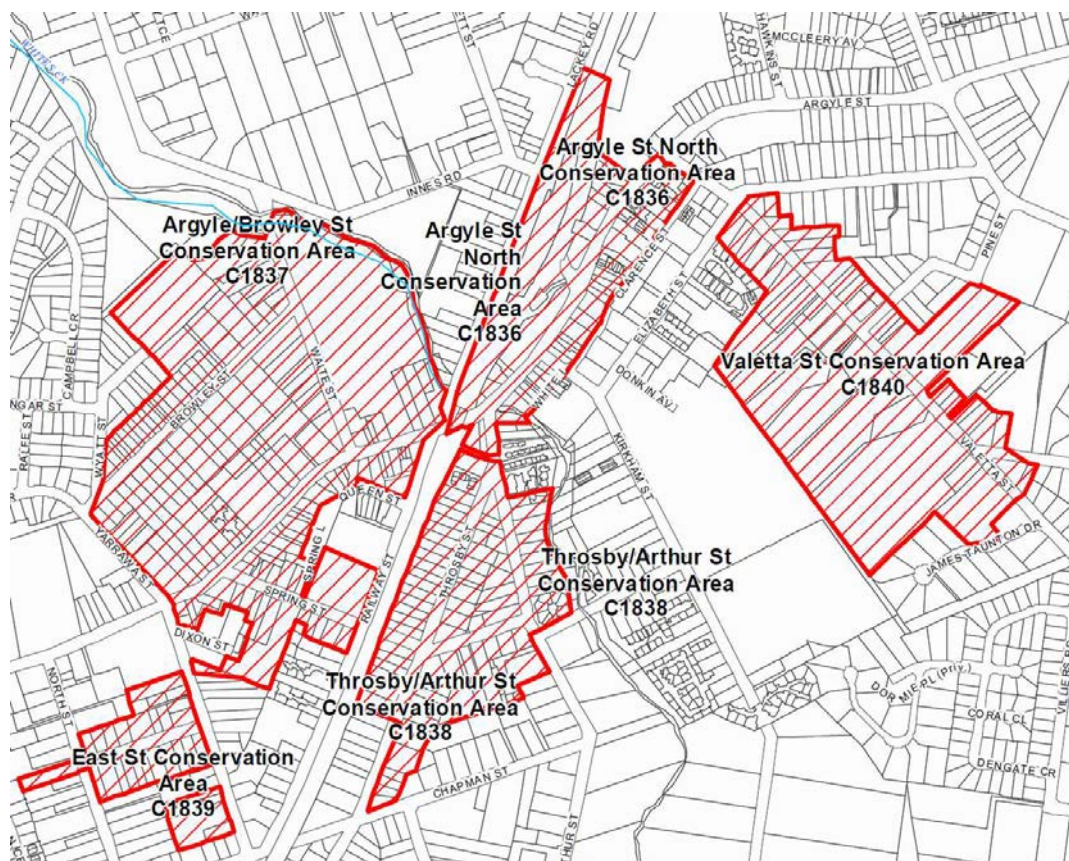 MCCLEERY AV
HAWKINS ST
LACKEY RD
WHITES CK
ARGYLE ST
Argyle St North
Conservation Area
C1836
INNES RD
Argyle/Browley St
Conservation Area
C1837
Argyle St
North
Conservation
Area
C1836
CLARENCE ST
PINE ST
ELIZABETH ST
CAMPBELL CR
WAITE ST
BROWLEY ST
Valetta St Conservation Area
C1840
DONKIN AV
WHITE
RALFE ST
WYATT ST
KIRKHAM ST
VALETTA ST
QUEEN ST
YARRAWA ST
SPRING L
THROSBY ST
RAILWAY ST
JAMES TAUNTON DR
Throsby/Arthur St
Conservation Area
C1838
SPRING ST
DIXON ST
NORTH ST
Throsby/Arthur St
Conservation Area
C1838
DORMIE PL (Priv.)
CORAL CL
East St Conservation
Area
C1839
CHAPMAN ST
DENGATE CR